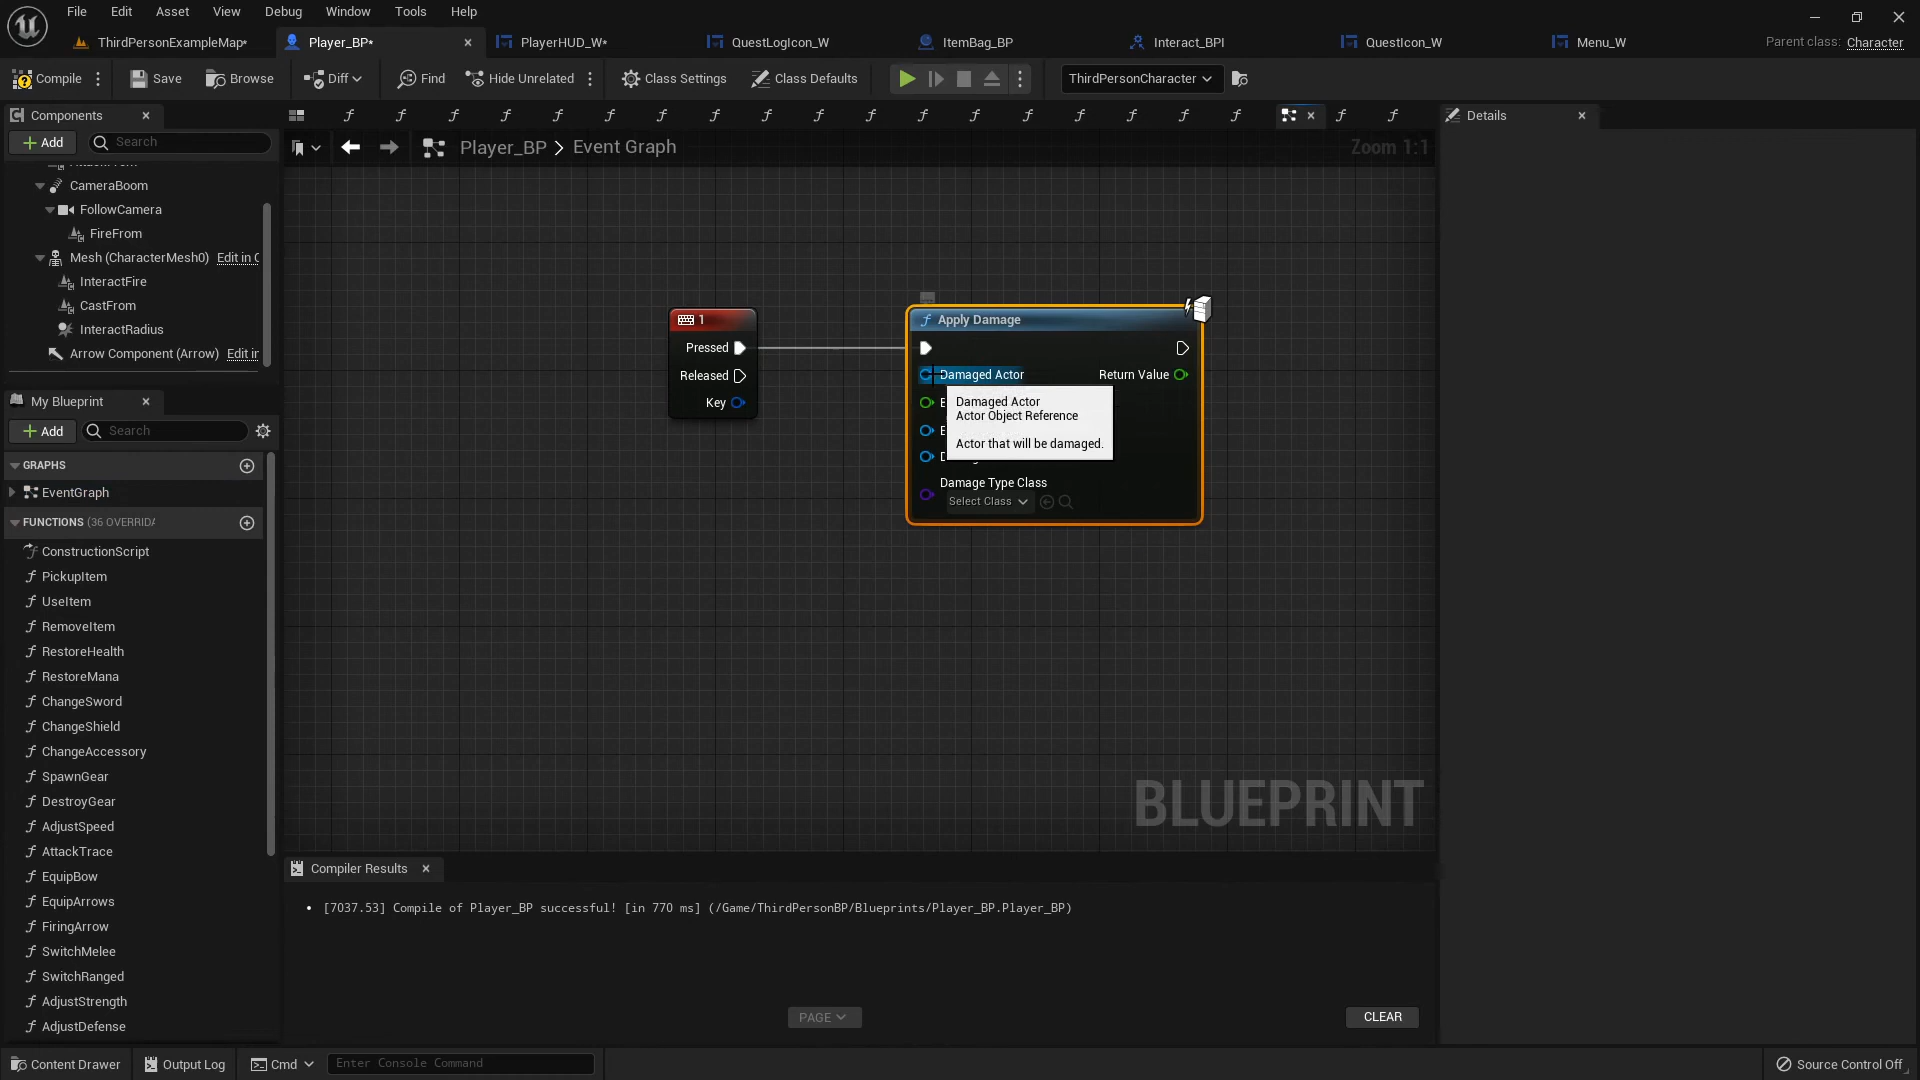 File Edit Asset View Debug Window Tools Help
ThirdPersonExampleMap* Player_BP* PlayerHUD_W* QuestLogIcon_W ItemBag_BP Interact_BPI QuestIcon_W Menu_W Parent class: Character
Compile Save Browse Diff Find Hide Unrelated Class Settings Class Defaults ThirdPersonCharacter
Components Details
Add Search
Player_BP > Event Graph Zoom 1:1
CameraBoom
FollowCamera
FireFrom
Mesh (CharacterMesh0) Edit in C
InteractFire
CastFrom
InteractRadius
Arrow Component (Arrow) Edit in
1
Pressed
Released
Key
Apply Damage
Damaged Actor Return Value
Damaged Actor
Actor Object Reference
Actor that will be damaged.
Damage Type Class
Select Class
My Blueprint
Add Search
GRAPHS
EventGraph
FUNCTIONS (36 OVERRIDA
ConstructionScript
PickupItem
UseItem
RemoveItem
RestoreHealth
RestoreMana
ChangeSword
ChangeShield
ChangeAccessory
SpawnGear
DestroyGear
AdjustSpeed
AttackTrace
EquipBow
EquipArrows
FiringArrow
SwitchMelee
SwitchRanged
AdjustStrength
AdjustDefense
BLUEPRINT
Compiler Results
• [7037.53] Compile of Player_BP successful! [in 770 ms] (/Game/ThirdPersonBP/Blueprints/Player_BP.Player_BP)
PAGE CLEAR
Content Drawer Output Log Cmd Enter Console Command Source Control Off